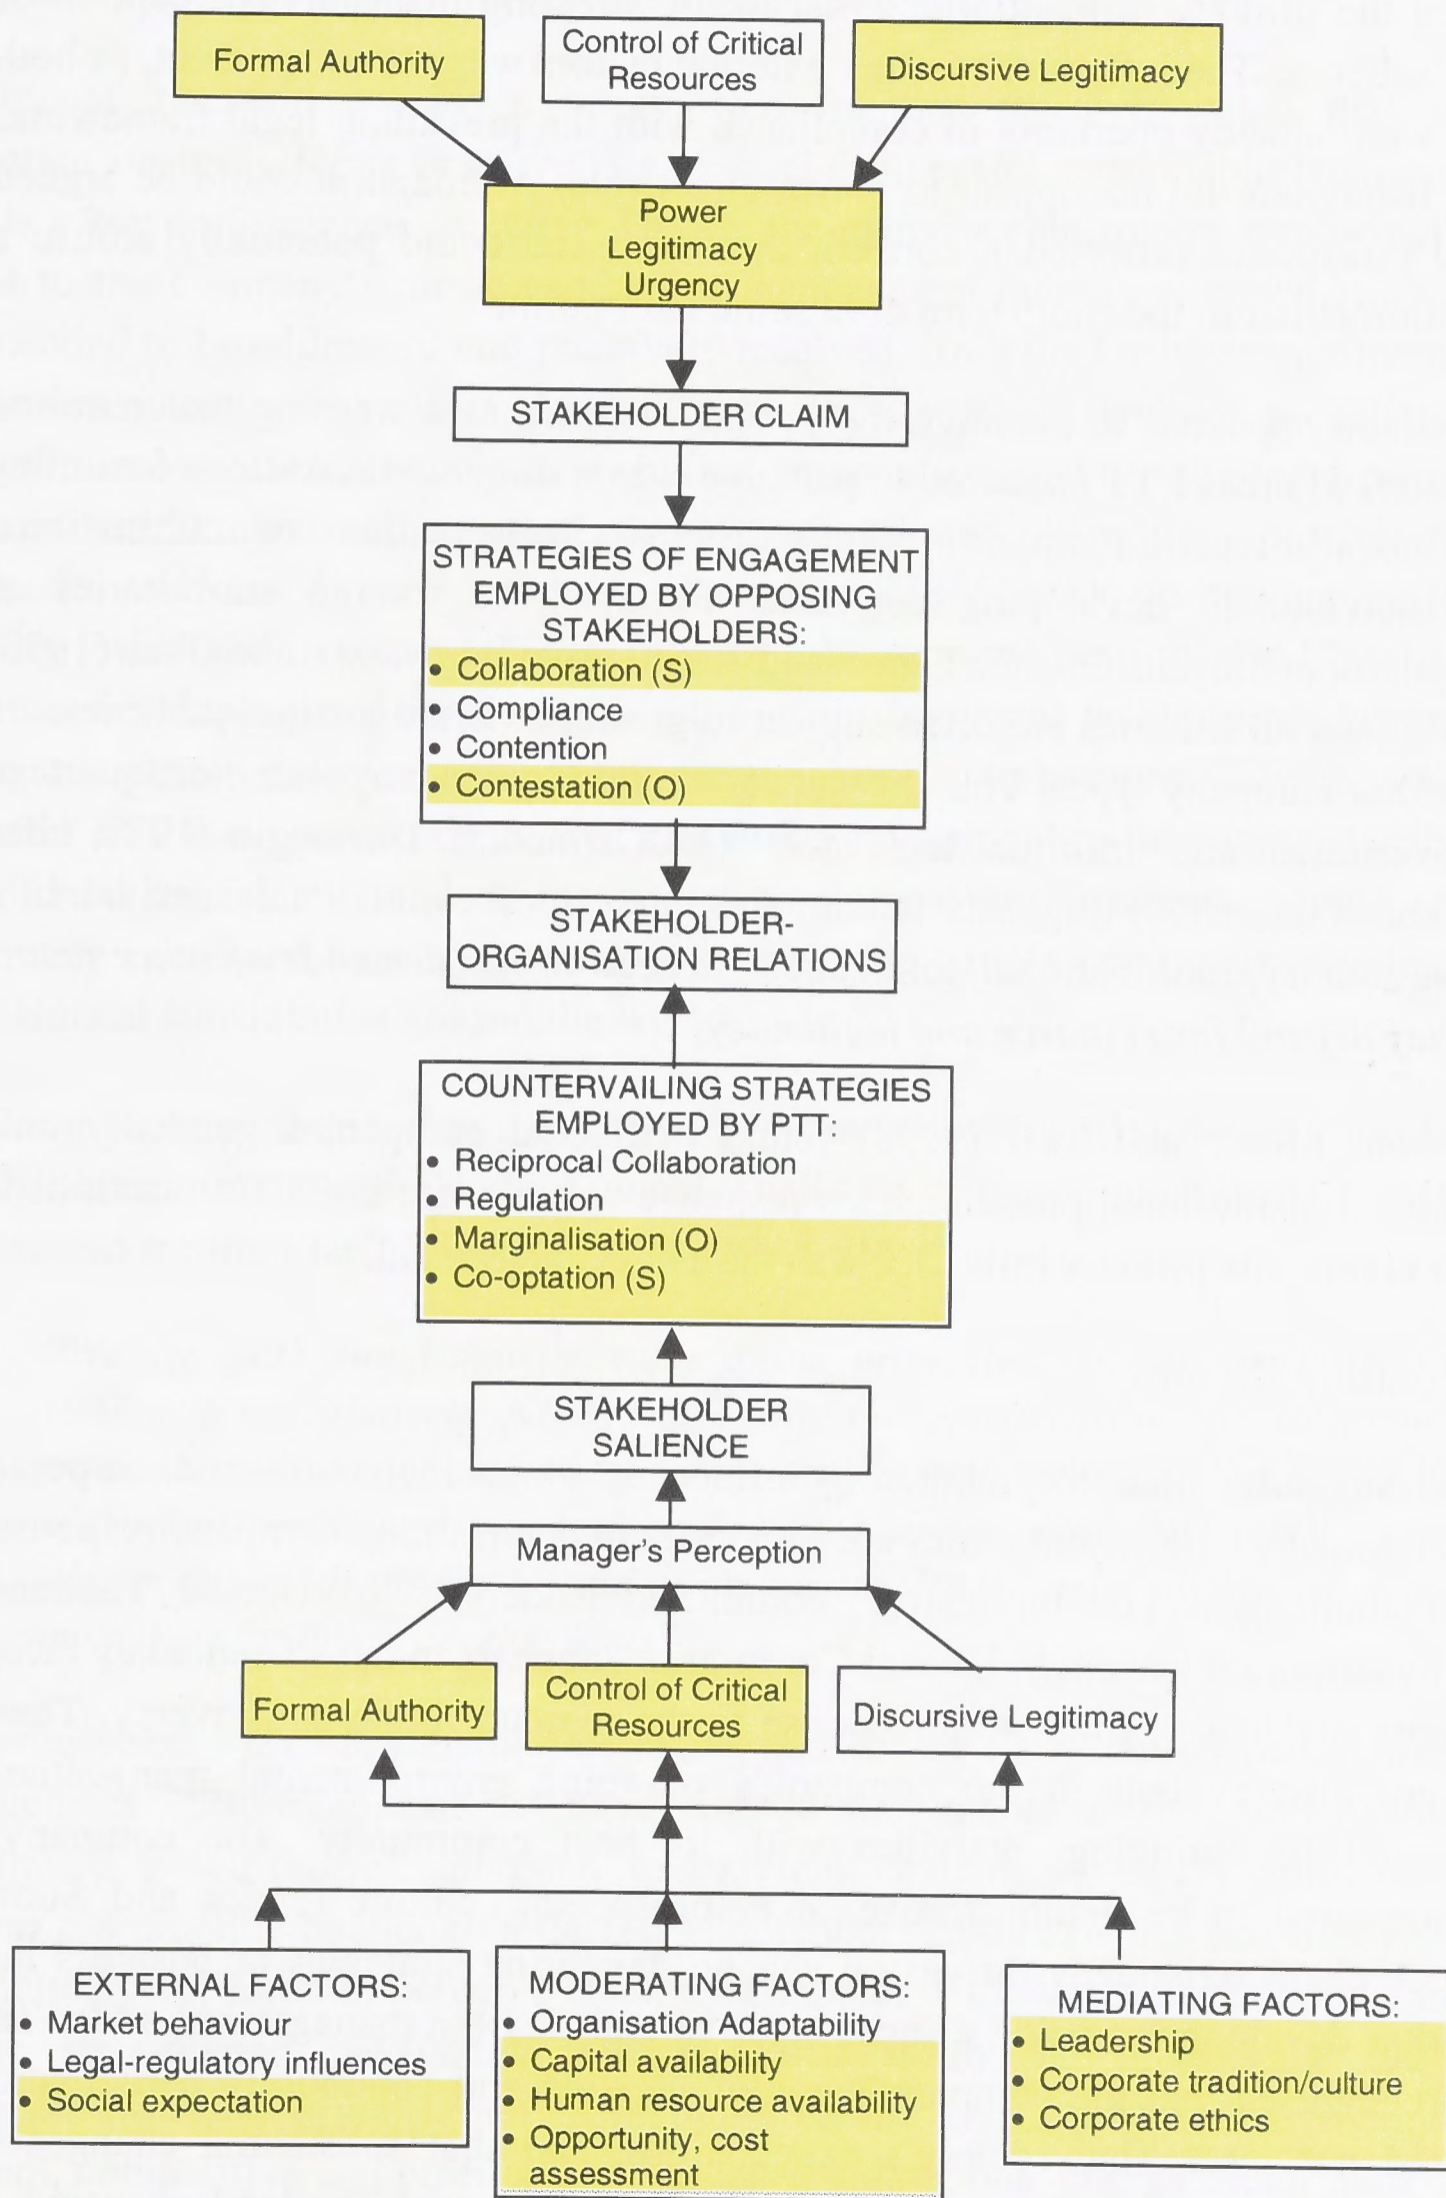 Formal Authority
Control of Critical
Resources
Discursive Legitimacy
Power
Legitimacy
Urgency
STAKEHOLDER CLAIM
STRATEGIES OF ENGAGEMENT
EMPLOYED BY OPPOSING
STAKEHOLDERS:
• Collaboration (S)
• Compliance
• Contention
• Contestation (O)
STAKEHOLDER-
ORGANISATION RELATIONS
COUNTERVAILING STRATEGIES
EMPLOYED BY PTT:
• Reciprocal Collaboration
• Regulation
• Marginalisation (O)
• Co-optation (S)
STAKEHOLDER
SALIENCE
Manager's Perception
Formal Authority
Control of Critical
Resources
Discursive Legitimacy
EXTERNAL FACTORS:
• Market behaviour
• Legal-regulatory influences
• Social expectation
MODERATING FACTORS:
• Organisation Adaptability
• Capital availability
• Human resource availability
• Opportunity, cost
assessment
MEDIATING FACTORS:
• Leadership
• Corporate tradition/culture
• Corporate ethics